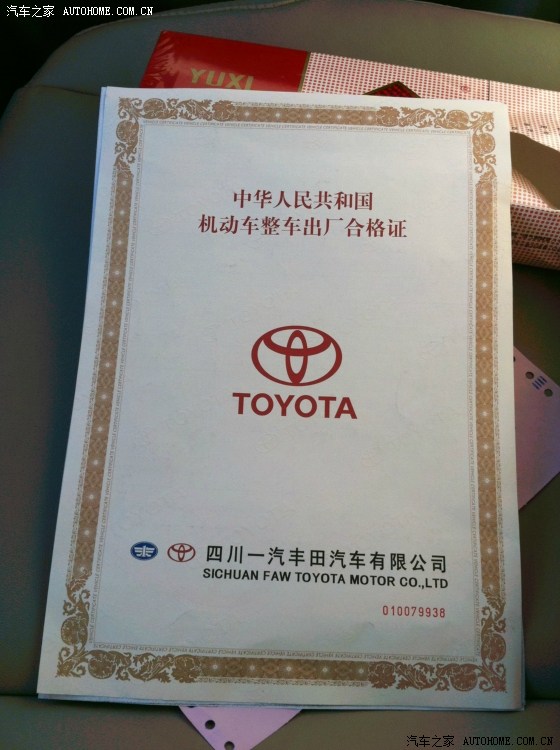 汽车之家 AUTOHOME.COM.CN
YUXI
中华人民共和国
机动车整车出厂合格证
TOYOTA
四川一汽丰田汽车有限公司
SICHUAN FAW TOYOTA MOTOR CO.,LTD
010079938
汽车之家 AUTOHOME.COM.CN